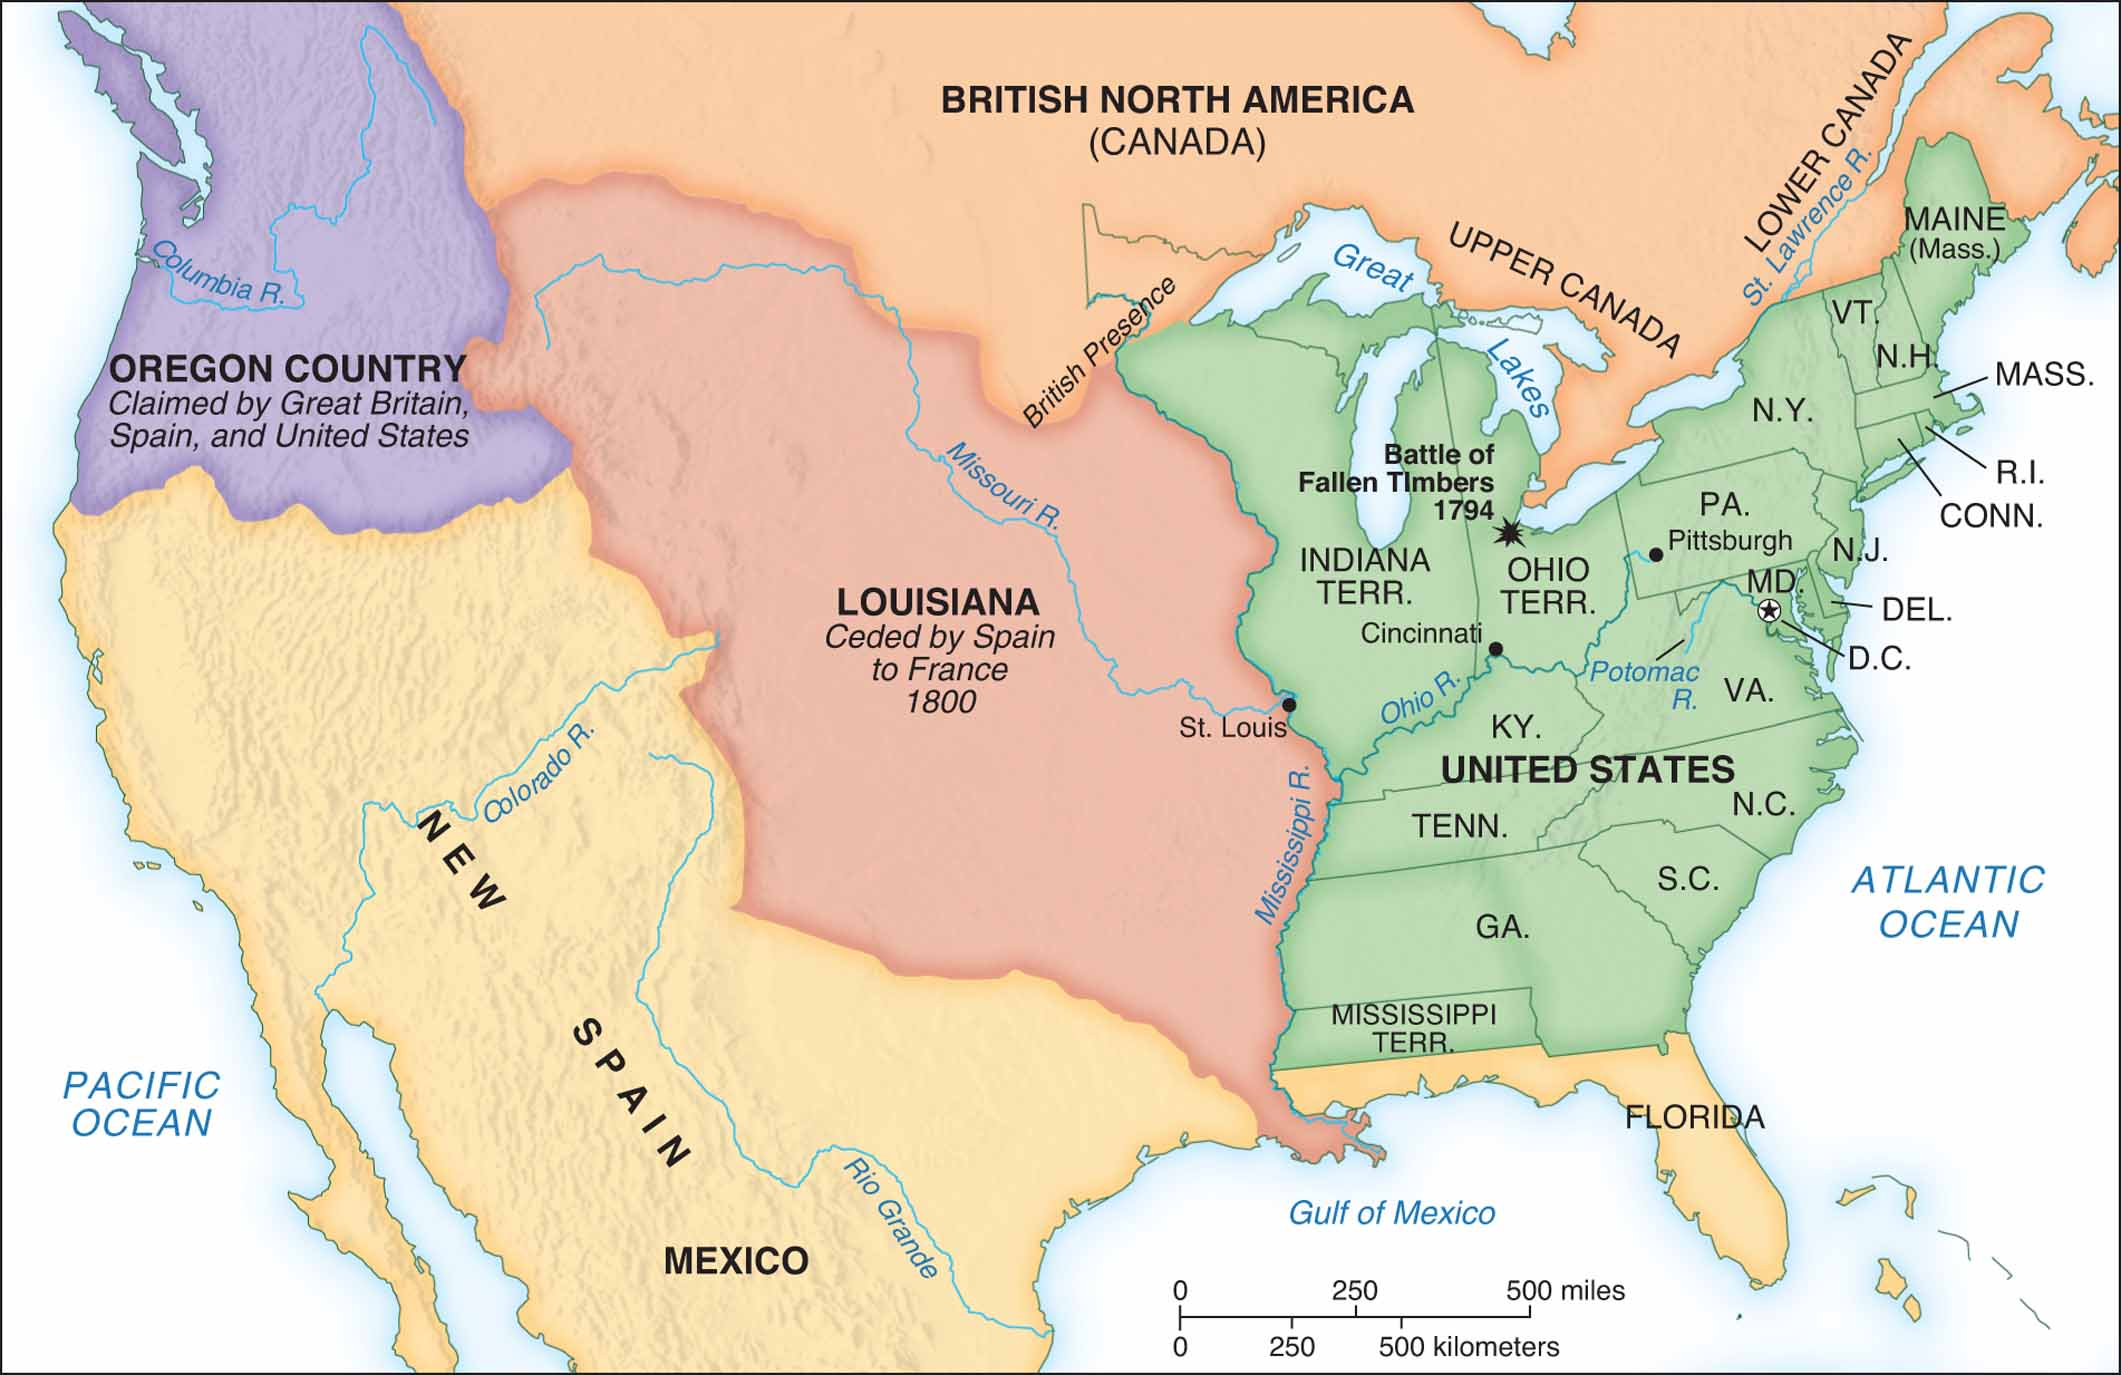 BRITISH NORTH AMERICA
(CANADA)
LOWER CANADA
St. Lawrence R.
UPPER CANADA
MAINE
(Mass.)
Great
Lakes
Columbia R.
British Presence
VT.
N.H.
MASS.
OREGON COUNTRY
Claimed by Great Britain,
Spain, and United States
N.Y.
R.I.
CONN.
Missouri R.
Battle of
Fallen TImbers
1794
PA.
Pittsburgh
N.J.
INDIANA
TERR.
OHIO
TERR.
MD.
DEL.
D.C.
LOUISIANA
Ceded by Spain
to France
1800
Cincinnati
Potomac
R.
VA.
Ohio R.
St. Louis
KY.
UNITED STATES
Colorado R.
Mississippi R.
TENN.
N.C.
S.C.
ATLANTIC
OCEAN
GA.
NEW
SPAIN
MISSISSIPPI
TERR.
PACIFIC
OCEAN
FLORIDA
Rio Grande
Gulf of Mexico
MEXICO
0 250 500 miles
0 250 500 kilometers